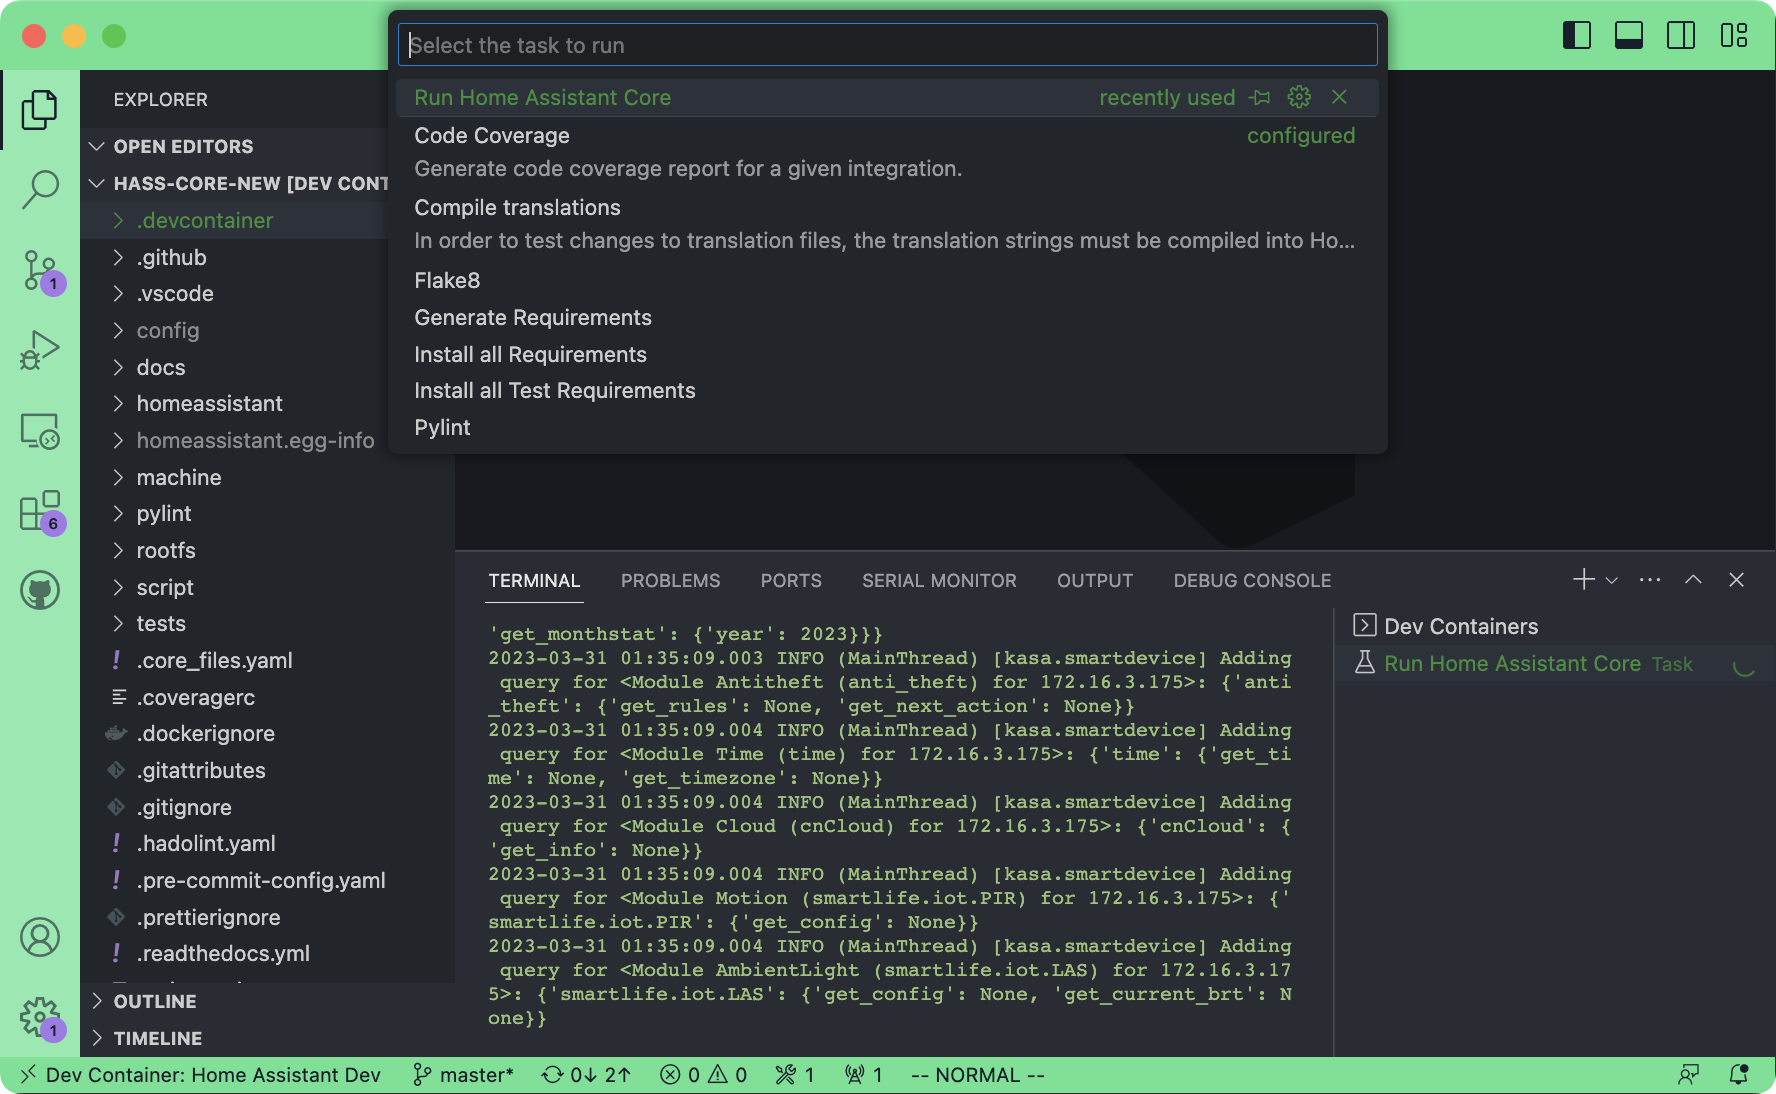 Select the task to run
Run Home Assistant Core recently used
Code Coverage configured
Generate code coverage report for a given integration.
Compile translations
In order to test changes to translation files, the translation strings must be compiled into Ho...
Flake8
Generate Requirements
Install all Requirements
Install all Test Requirements
Pylint
EXPLORER
OPEN EDITORS
HASS-CORE-NEW [DEV CONT
.devcontainer
.github
.vscode
config
docs
homeassistant
homeassistant.egg-info
machine
pylint
rootfs
script
tests
! .core_files.yaml
.coveragerc
.dockerignore
.gitattributes
.gitignore
! .hadolint.yaml
! .pre-commit-config.yaml
.prettierignore
! .readthedocs.yml
OUTLINE
TIMELINE
1
6
1
TERMINAL PROBLEMS PORTS SERIAL MONITOR OUTPUT DEBUG CONSOLE
'get_monthstat': {'year': 2023}}}
2023-03-31 01:35:09.003 INFO (MainThread) [kasa.smartdevice] Adding
query for <Module Antitheft (anti_theft) for 172.16.3.175>: {'anti
_theft': {'get_rules': None, 'get_next_action': None}}
2023-03-31 01:35:09.004 INFO (MainThread) [kasa.smartdevice] Adding
query for <Module Time (time) for 172.16.3.175>: {'time': {'get_ti
me': None, 'get_timezone': None}}
2023-03-31 01:35:09.004 INFO (MainThread) [kasa.smartdevice] Adding
query for <Module Cloud (cnCloud) for 172.16.3.175>: {'cnCloud': {
'get_info': None}}
2023-03-31 01:35:09.004 INFO (MainThread) [kasa.smartdevice] Adding
query for <Module Motion (smartlife.iot.PIR) for 172.16.3.175>: {'
smartlife.iot.PIR': {'get_config': None}}
2023-03-31 01:35:09.004 INFO (MainThread) [kasa.smartdevice] Adding
query for <Module AmbientLight (smartlife.iot.LAS) for 172.16.3.17
5>: {'smartlife.iot.LAS': {'get_config': None, 'get_current_brt': N
one}}
Dev Containers
Run Home Assistant Core Task
Dev Container: Home Assistant Dev master* 0↓ 2↑ 0 0 1 1 -- NORMAL --